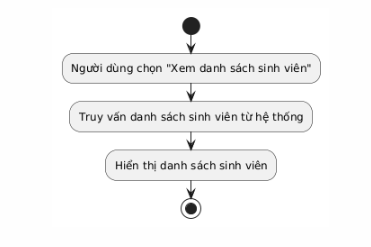 Người dùng chọn "Xem danh sách sinh viên"
Truy vấn danh sách sinh viên từ hệ thống
Hiển thị danh sách sinh viên